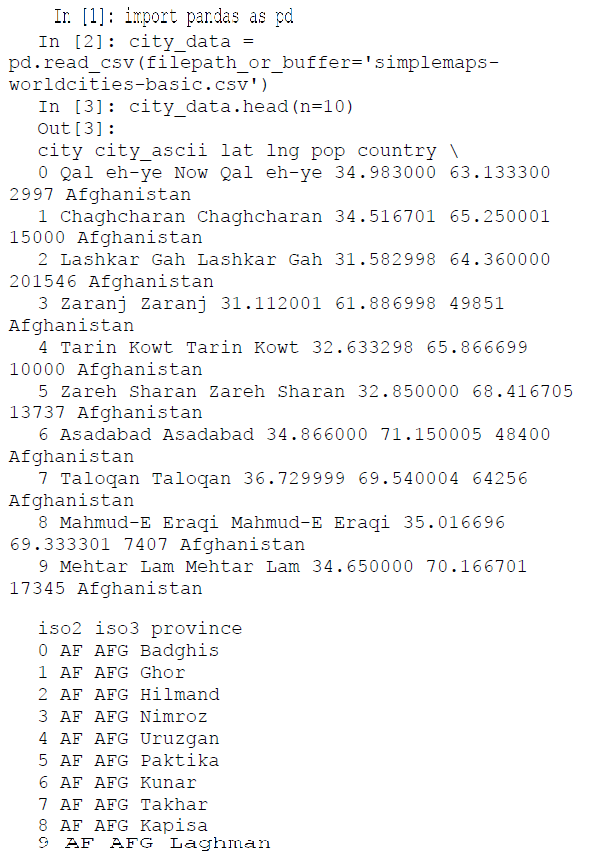 In [1]: import pandas as pd
In [2]: city_data =
pd.read_csv(filepath_or_buffer='simplemaps-
worldcities-basic.csv')
In [3]: city_data.head(n=10)
Out[3]:
city city_ascii lat lng pop country \
0 Qal eh-ye Now Qal eh-ye 34.983000 63.133300
2997 Afghanistan
1 Chaghcharan Chaghcharan 34.516701 65.250001
15000 Afghanistan
2 Lashkar Gah Lashkar Gah 31.582998 64.360000
201546 Afghanistan
3 Zaranj Zaranj 31.112001 61.886998 49851
Afghanistan
4 Tarin Kowt Tarin Kowt 32.633298 65.866699
10000 Afghanistan
5 Zareh Sharan Zareh Sharan 32.850000 68.416705
13737 Afghanistan
6 Asadabad Asadabad 34.866000 71.150005 48400
Afghanistan
7 Taloqan Taloqan 36.729999 69.540004 64256
Afghanistan
8 Mahmud-E Eraqi Mahmud-E Eraqi 35.016696
69.333301 7407 Afghanistan
9 Mehtar Lam Mehtar Lam 34.650000 70.166701
17345 Afghanistan
iso2 iso3 province
0 AF AFG Badghis
1 AF AFG Ghor
2 AF AFG Hilmand
3 AF AFG Nimroz
4 AF AFG Uruzgan
5 AF AFG Paktika
6 AF AFG Kunar
7 AF AFG Takhar
8 AF AFG Kapisa
9 AF AFG Laghman